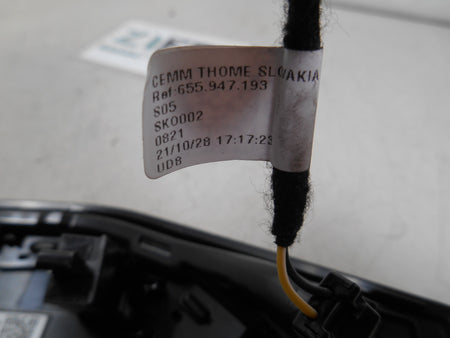 CEMM THOME SLOVAKIA
Ref:655.947.193
S05
SK0002
0821
21/10/28 17:17:23
UD8